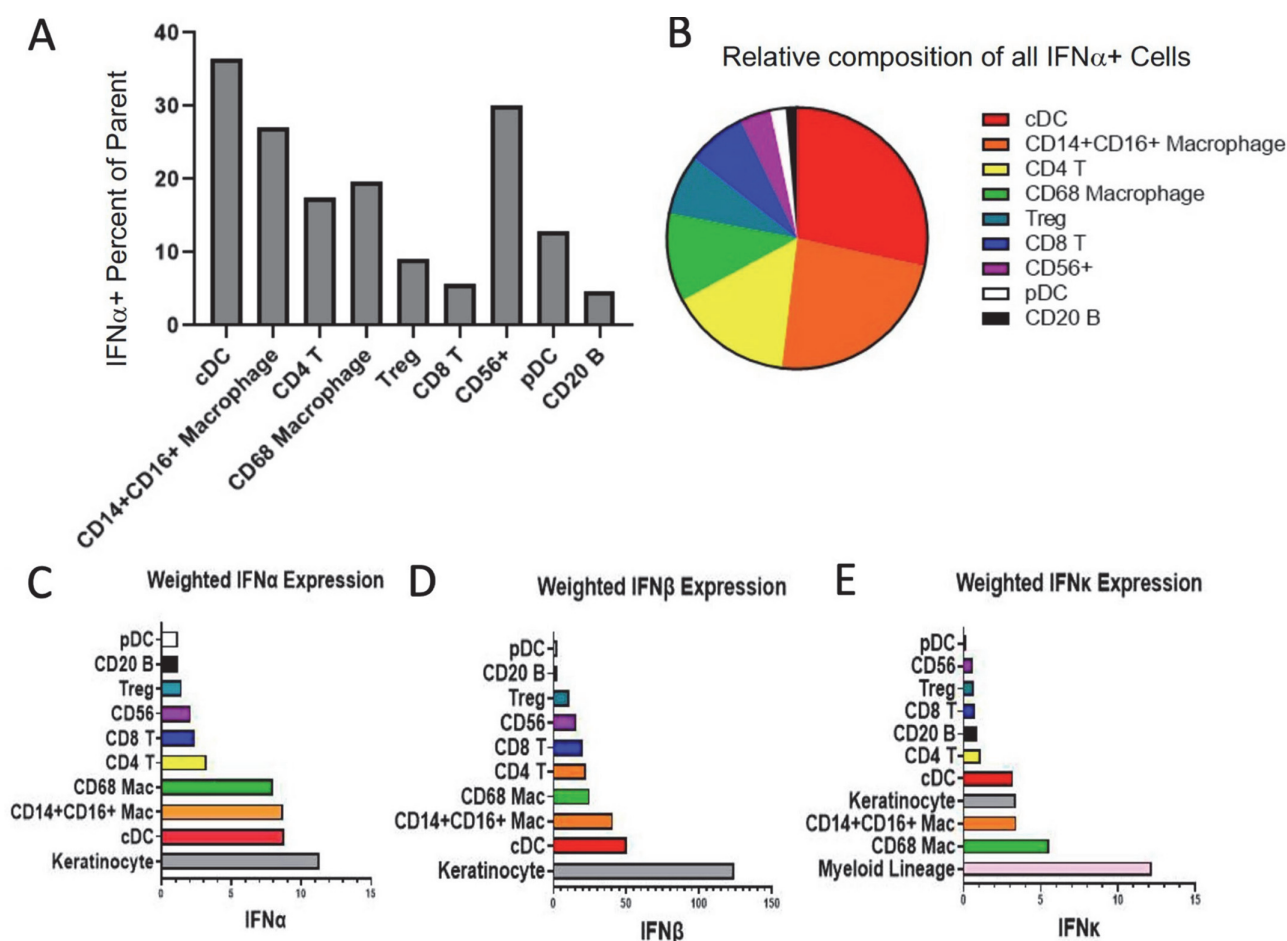 A
IFNα+ Percent of Parent
40
30
20
10
0
cDC
CD14+CD16+ Macrophage
CD4 T
CD68 Macrophage
Treg
CD8 T
CD56+
pDC
CD20 B
B
Relative composition of all IFNα+ Cells
cDC
CD14+CD16+ Macrophage
CD4 T
CD68 Macrophage
Treg
CD8 T
CD56+
pDC
CD20 B
C
Weighted IFNα Expression
pDC
CD20 B
Treg
CD56
CD8 T
CD4 T
CD68 Mac
CD14+CD16+ Mac
cDC
Keratinocyte
0 5 10 15
IFNα
D
Weighted IFNβ Expression
pDC
CD20 B
Treg
CD56
CD8 T
CD4 T
CD68 Mac
CD14+CD16+ Mac
cDC
Keratinocyte
0 50 100 150
IFNβ
E
Weighted IFNκ Expression
pDC
CD56
Treg
CD8 T
CD20 B
CD4 T
cDC
Keratinocyte
CD14+CD16+ Mac
CD68 Mac
Myeloid Lineage
0 5 10 15
IFNκ